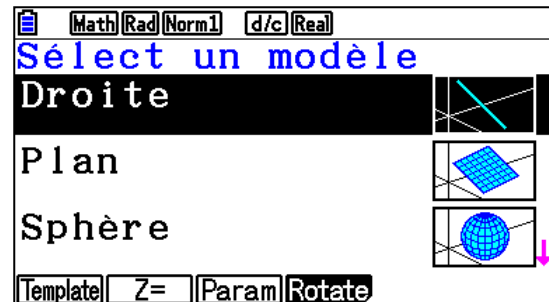 Math Rad Norm1 d/c Real
Sélect un modèle
Droite
Plan
Sphère
Template Z= Param Rotate